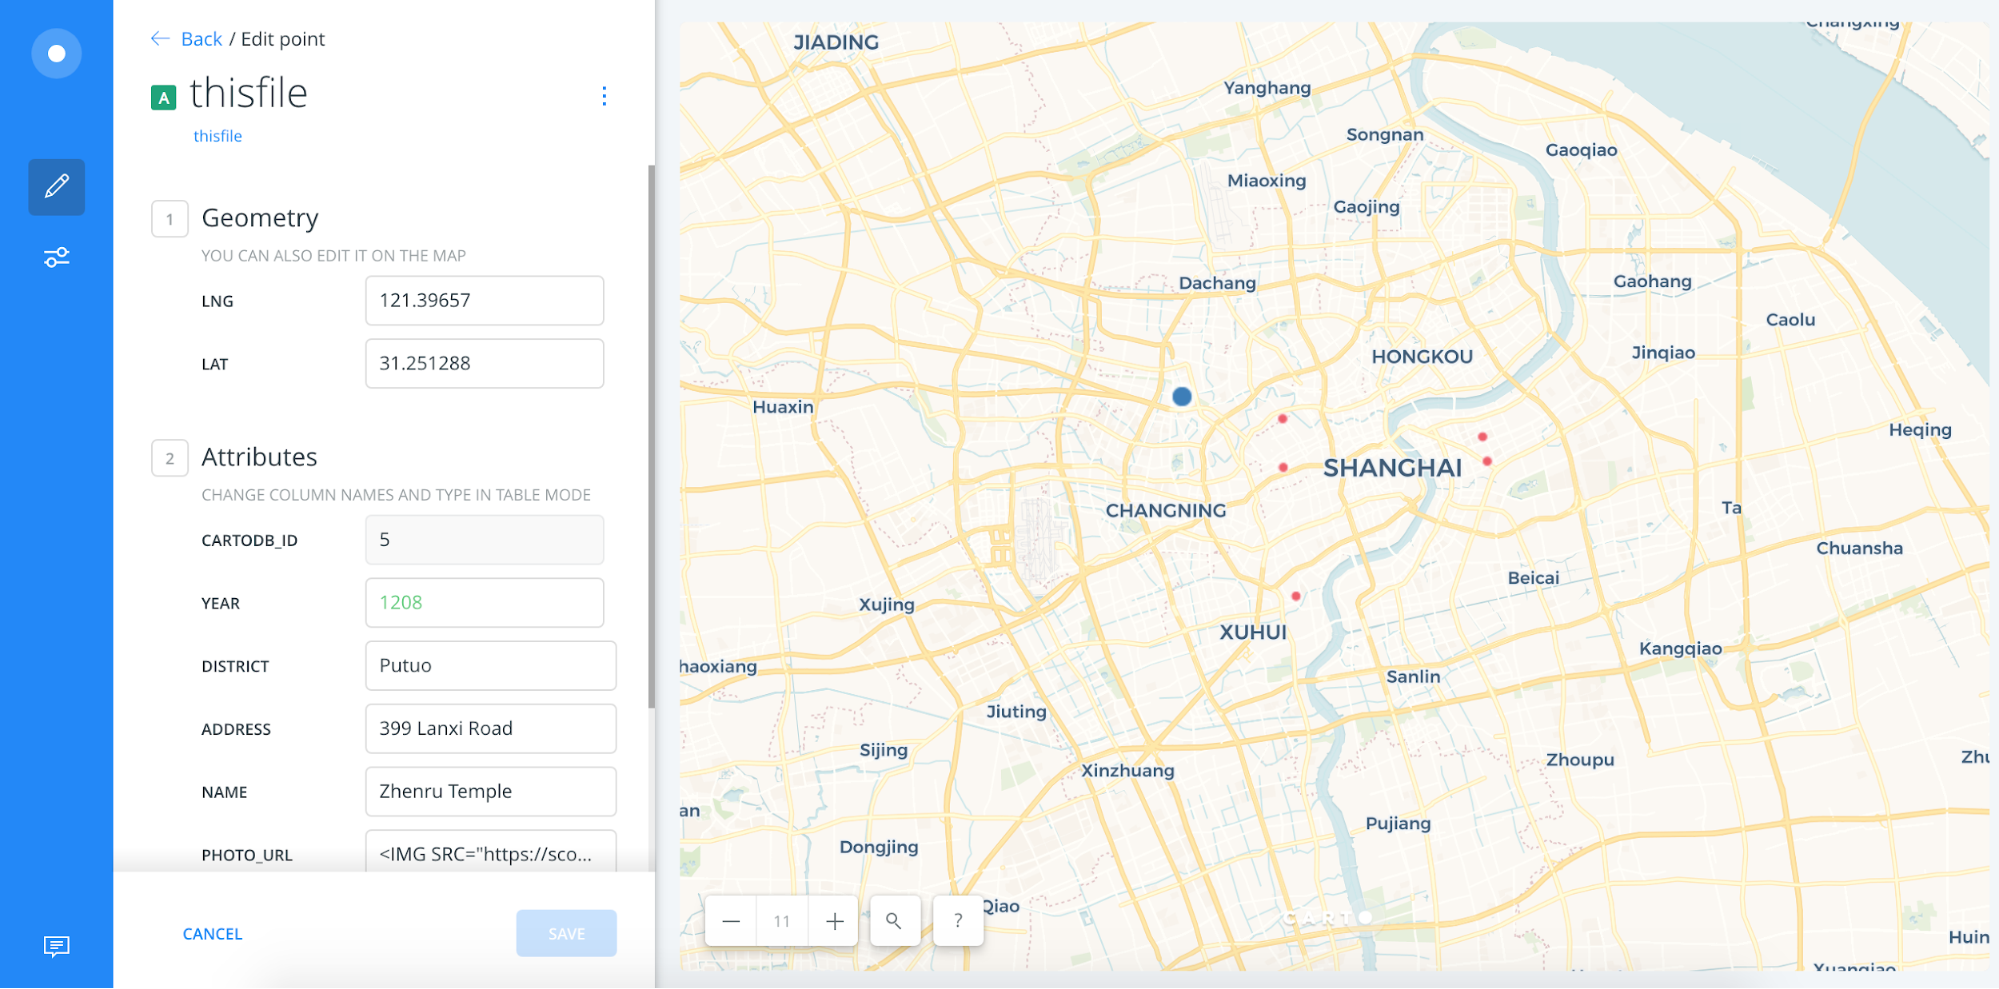 Back / Edit point
A thisfile
thisfile
1 Geometry
YOU CAN ALSO EDIT IT ON THE MAP
LNG 121.39657
LAT 31.251288
2 Attributes
CHANGE COLUMN NAMES AND TYPE IN TABLE MODE
CARTODB_ID 5
YEAR 1208
DISTRICT Putuo
ADDRESS 399 Lanxi Road
NAME Zhenru Temple
PHOTO_URL <IMG SRC="https://sco...
CANCEL SAVE
Changxing
JIADING
Yanghang
Songnan
Gaoqiao
Miaoxing
Gaojing
Dachang
Gaohang
Caolu
HONGKOU
Jinqiao
Huaxin
Heqing
SHANGHAI
CHANGNING
Ta
Chuansha
Beicai
Xujing
XUHUI
Kangqiao
haoxiang
Sanlin
Jiuting
Sijing
Zhoupu
Zhu
Xinzhuang
an
Pujiang
Dongjing
Qiao
11
?
CART
Huin
Xuanqiao